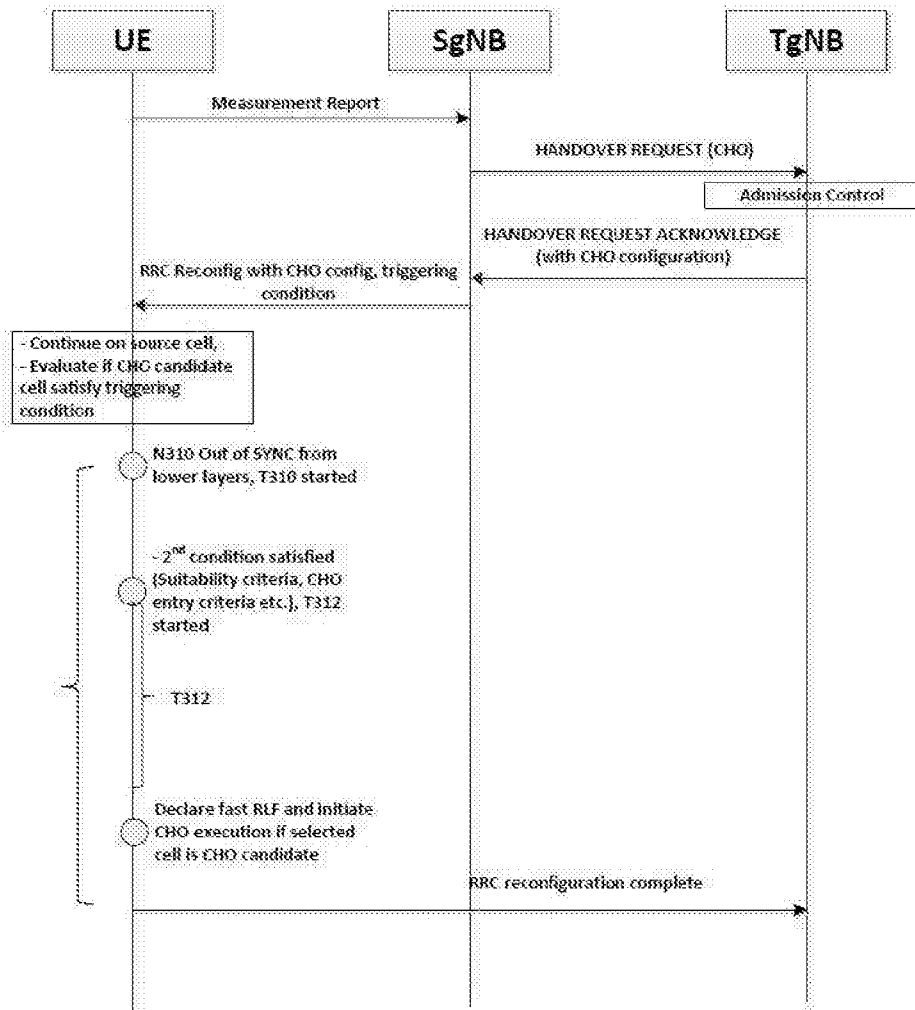 UE
SgNB
TgNB
Measurement Report
HANDOVER REQUEST (CHO)
Admission Control
HANDOVER REQUEST ACKNOWLEDGE
(with CHO configuration)
RRC Reconfig with CHO config, triggering
condition
- Continue on source cell,
- Evaluate if CHO candidate
cell satisfy triggering
condition
N310 Out of SYNC from
lower layers, T310 started
- 2nd condition satisfied
(Suitability criteria, CHO
entry criteria etc.), T312
started
T312
Declare fast RLF and initiate
CHO execution if selected
cell is CHO candidate
RRC reconfiguration complete